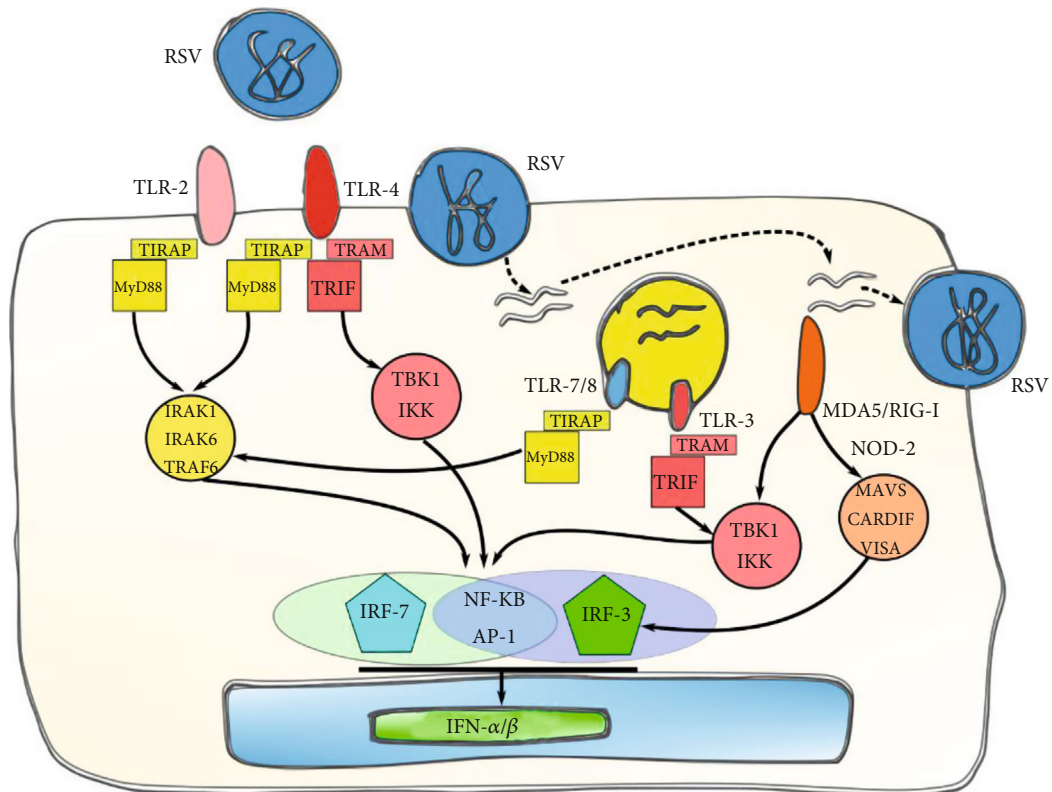 RSV
RSV
TLR-2
TLR-4
TIRAP
MyD88
TIRAP
MyD88
TRAM
TRIF
TBK1
IKK
TLR-7/8
TLR-3
MDA5/RIG-I
RSV
IRAK1
IRAK6
TRAF6
TIRAP
MyD88
TRAM
TRIF
NOD-2
MAVS
CARDIF
VISA
TBK1
IKK
IRF-7
NF-KB
AP-1
IRF-3
IFN-α/β